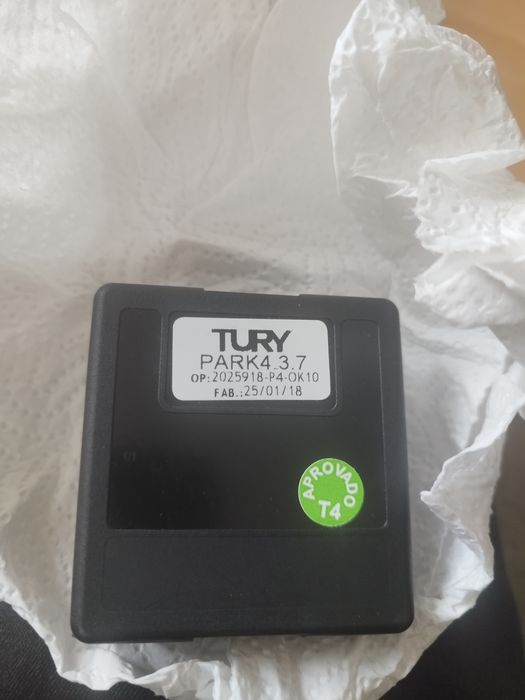 TURY
PARK4.3.7
OP:2025918-P4-OK10
FAB.:25/01/18
APROVADO
T4